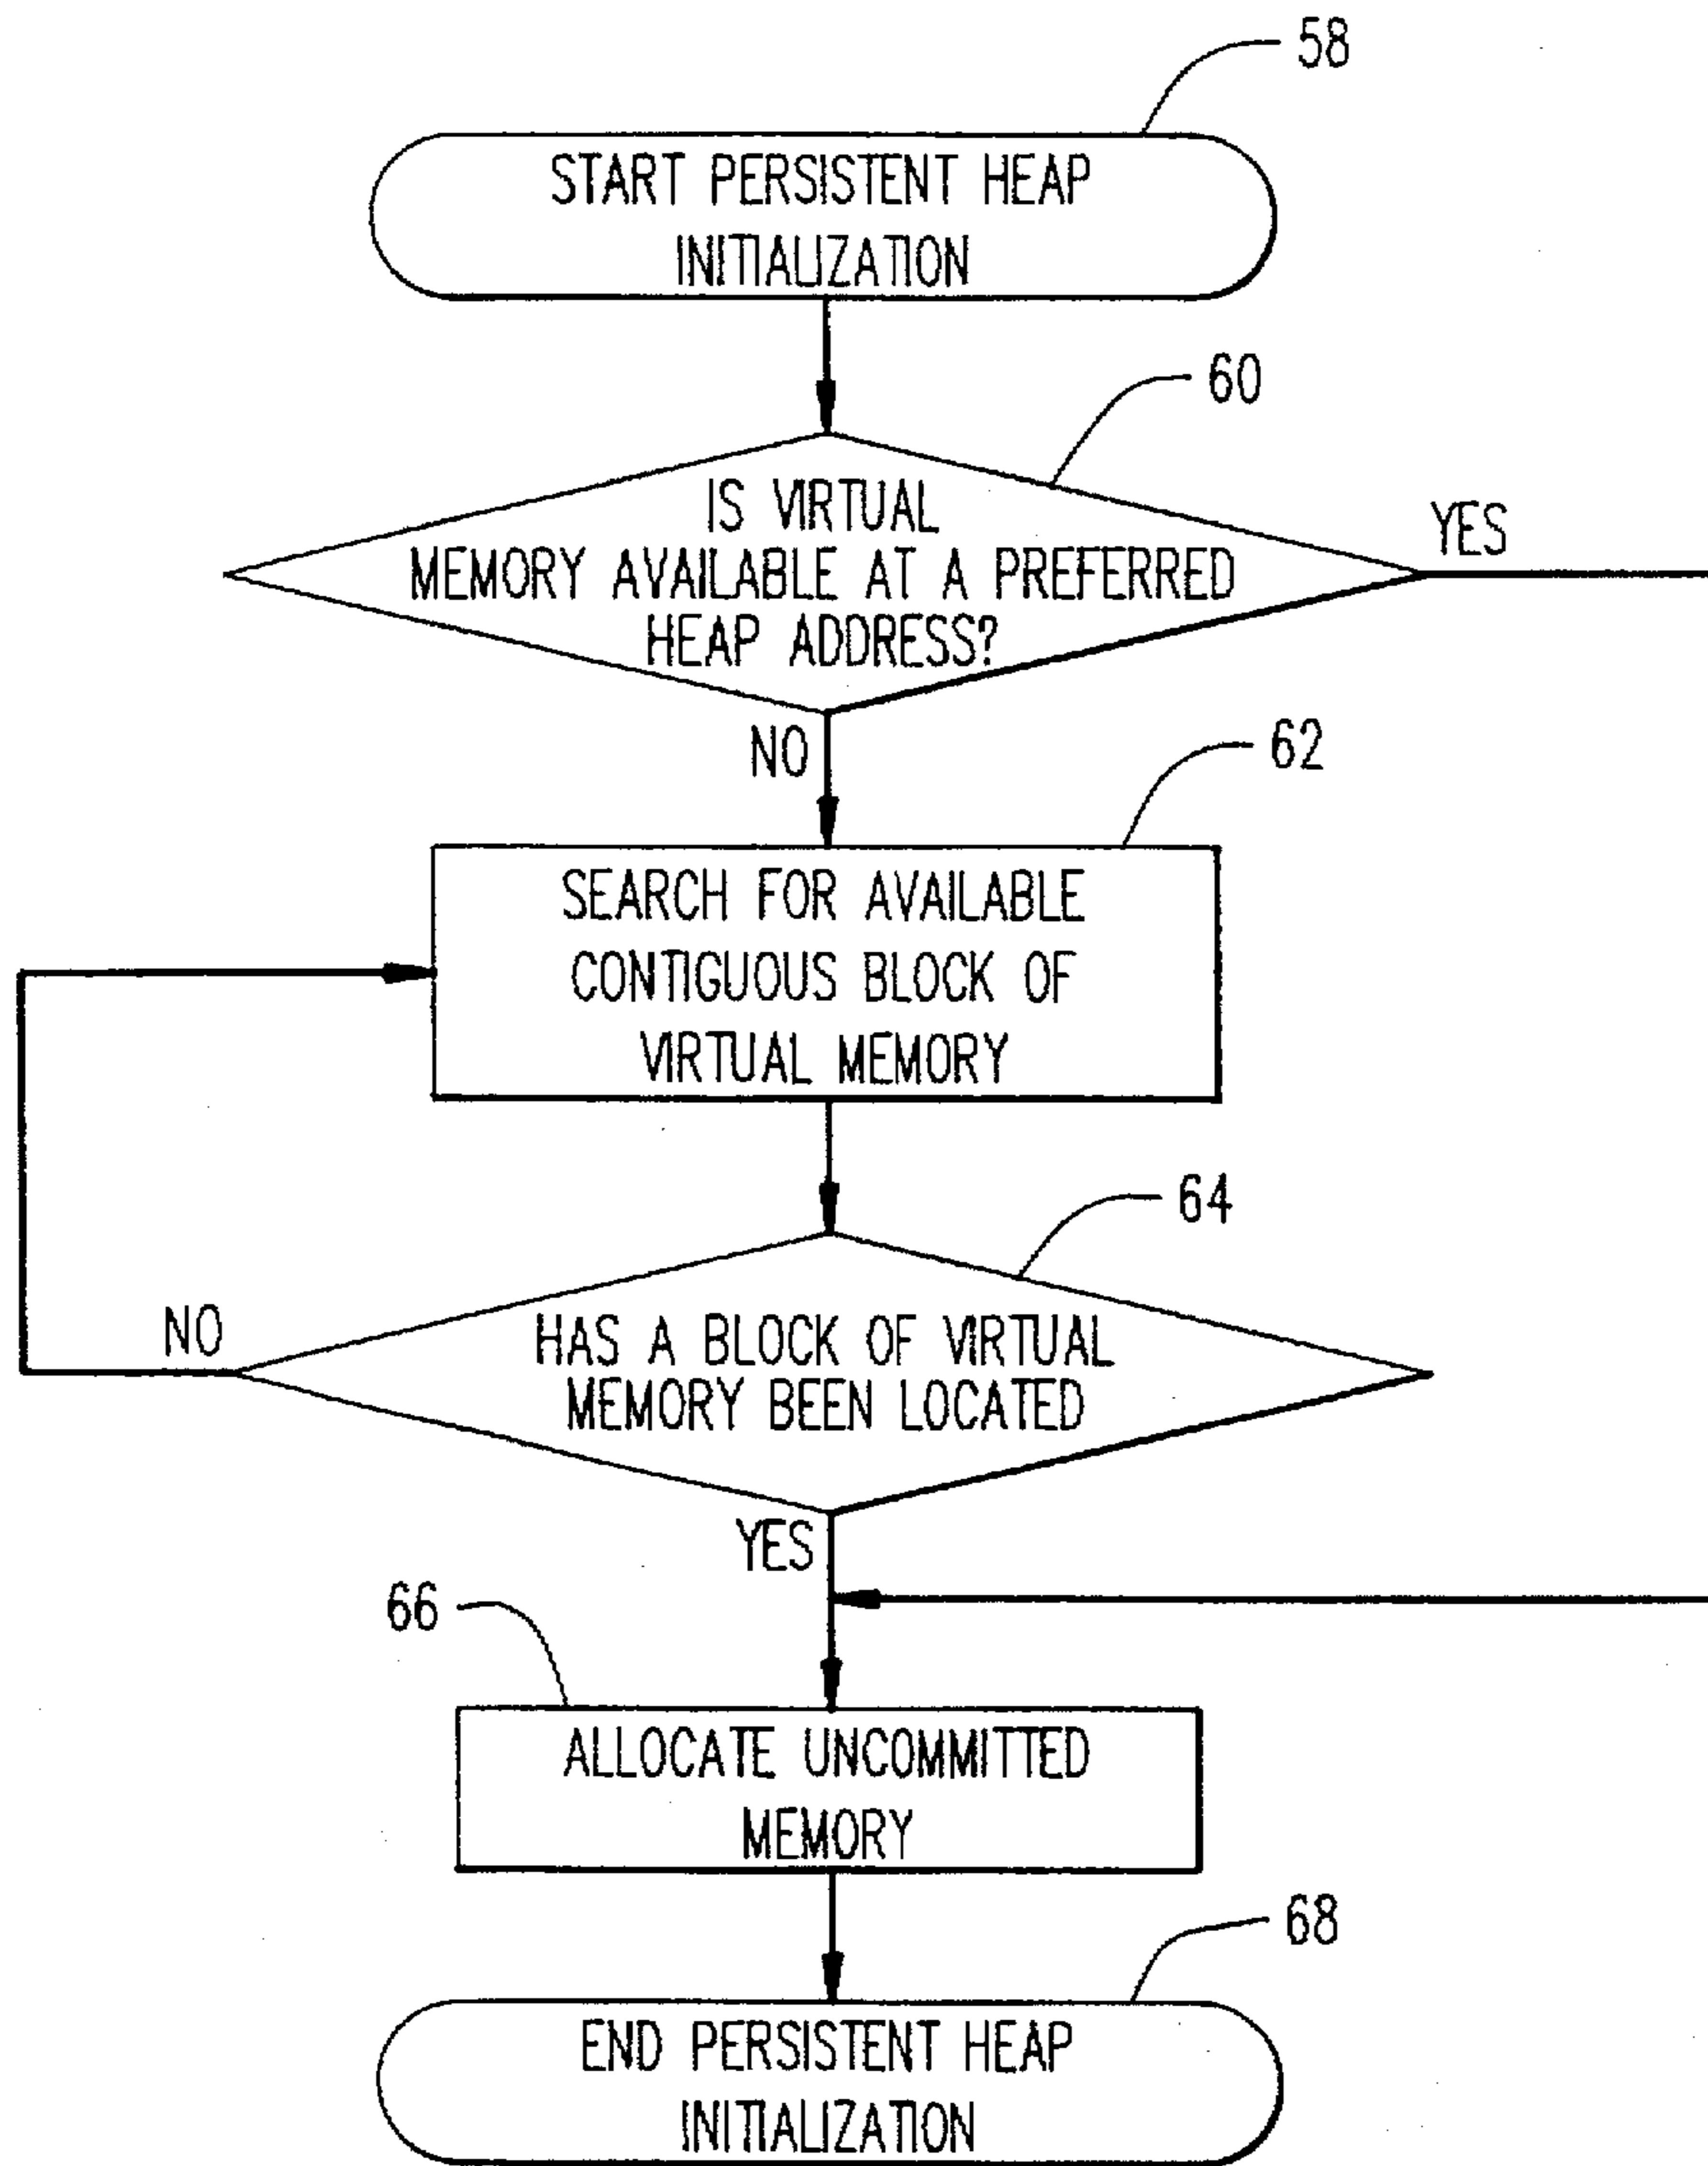 58
START PERSISTENT HEAP
INITIALIZATION
60
IS VIRTUAL
MEMORY AVAILABLE AT A PREFERRED
HEAP ADDRESS?
YES
NO
62
SEARCH FOR AVAILABLE
CONTIGUOUS BLOCK OF
VIRTUAL MEMORY
64
HAS A BLOCK OF VIRTUAL
MEMORY BEEN LOCATED
NO
YES
66
ALLOCATE UNCOMMITTED
MEMORY
68
END PERSISTENT HEAP
INITIALIZATION